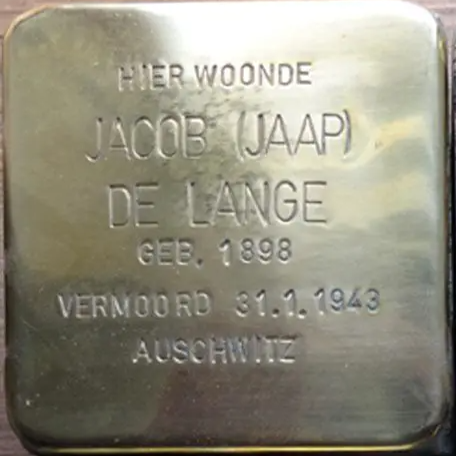 HIER WOONDE
JACOB (JAAP)
DE LANGE
GEB. 1898
VERMOORD 31.1.1943
AUSCHWITZ